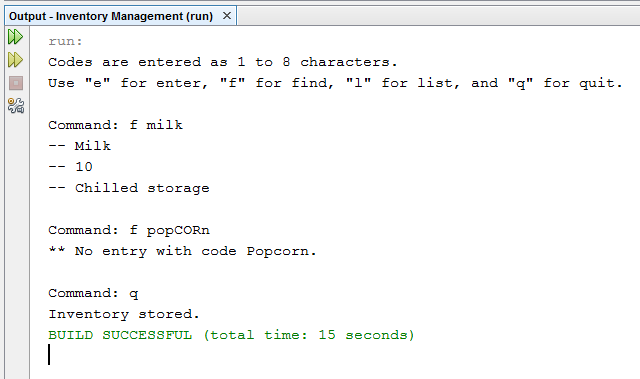 Output - Inventory Management (run) ×
run:
Codes are entered as 1 to 8 characters.
Use "e" for enter, "f" for find, "l" for list, and "q" for quit.
Command: f milk
-- Milk
-- 10
-- Chilled storage
Command: f popCORn
** No entry with code Popcorn.
Command: q
Inventory stored.
BUILD SUCCESSFUL (total time: 15 seconds)